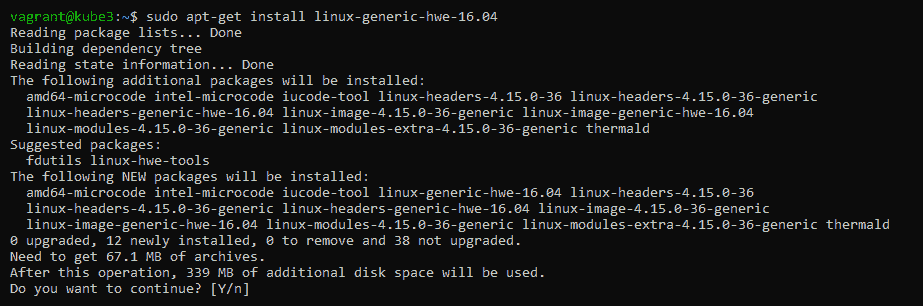 vagrant@kube3:~$ sudo apt-get install linux-generic-hwe-16.04
Reading package lists... Done
Building dependency tree
Reading state information... Done
The following additional packages will be installed:
  amd64-microcode intel-microcode iucode-tool linux-headers-4.15.0-36 linux-headers-4.15.0-36-generic
  linux-headers-generic-hwe-16.04 linux-image-4.15.0-36-generic linux-image-generic-hwe-16.04
  linux-modules-4.15.0-36-generic linux-modules-extra-4.15.0-36-generic thermald
Suggested packages:
  fdutils linux-hwe-tools
The following NEW packages will be installed:
  amd64-microcode intel-microcode iucode-tool linux-generic-hwe-16.04 linux-headers-4.15.0-36
  linux-headers-4.15.0-36-generic linux-headers-generic-hwe-16.04 linux-image-4.15.0-36-generic
  linux-image-generic-hwe-16.04 linux-modules-4.15.0-36-generic linux-modules-extra-4.15.0-36-generic thermald
0 upgraded, 12 newly installed, 0 to remove and 38 not upgraded.
Need to get 67.1 MB of archives.
After this operation, 339 MB of additional disk space will be used.
Do you want to continue? [Y/n]